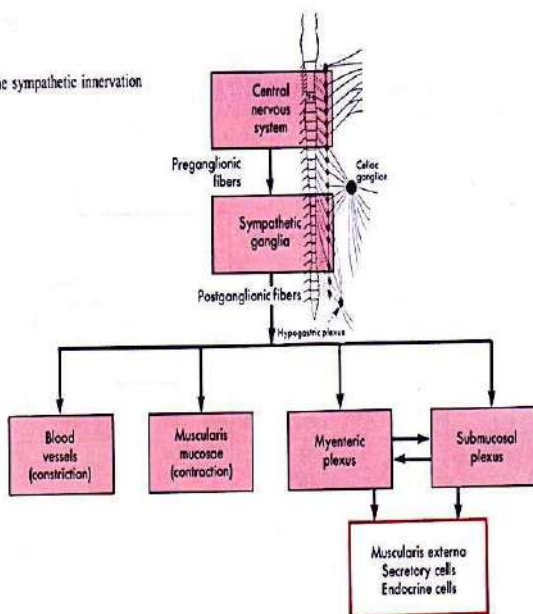 e sympathetic innervation
Central
nervous
system
Preganglionic
fibers
Celiac
ganglion
Sympathetic
ganglia
Postganglionic fibers
Hypogastric plexus
Blood
vessels
(constriction)
Muscularis
mucosae
(contraction)
Myenteric
plexus
Submucosal
plexus
Muscularis externa
Secretory cells
Endocrine cells